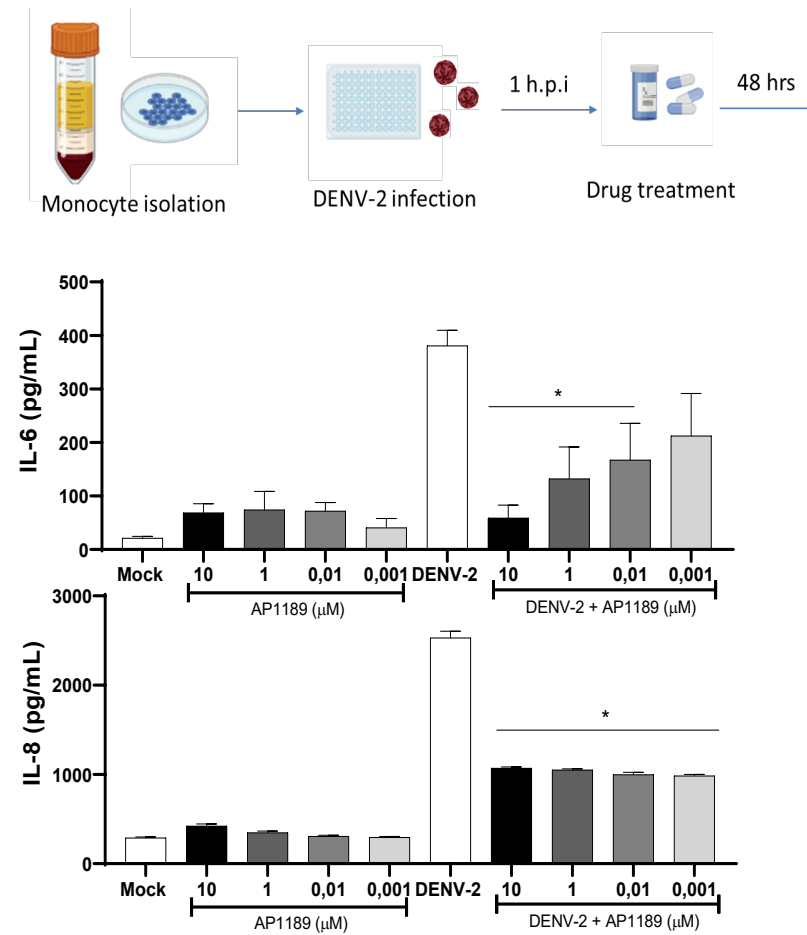 1 h.p.i
48 hrs
Monocyte isolation
DENV-2 infection
Drug treatment
IL-6 (pg/mL)
500
400
300
200
100
0
*
Mock 10 1 0,01 0,001 DENV-2 10 1 0,01 0,001
AP1189 (µM)
DENV-2 + AP1189 (µM)
IL-8 (pg/mL)
3000
2000
1000
0
*
Mock 10 1 0,01 0,001 DENV-2 10 1 0,01 0,001
AP1189 (µM)
DENV-2 + AP1189 (µM)